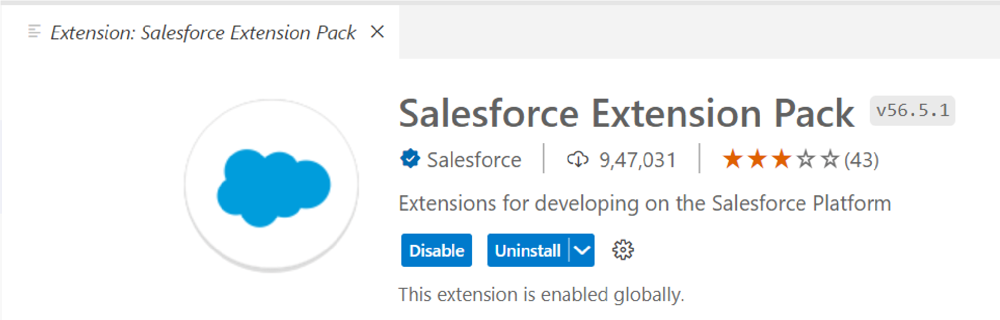 Extension: Salesforce Extension Pack
Salesforce Extension Pack v56.5.1
Salesforce 9,47,031 (43)
Extensions for developing on the Salesforce Platform
Disable Uninstall
This extension is enabled globally.